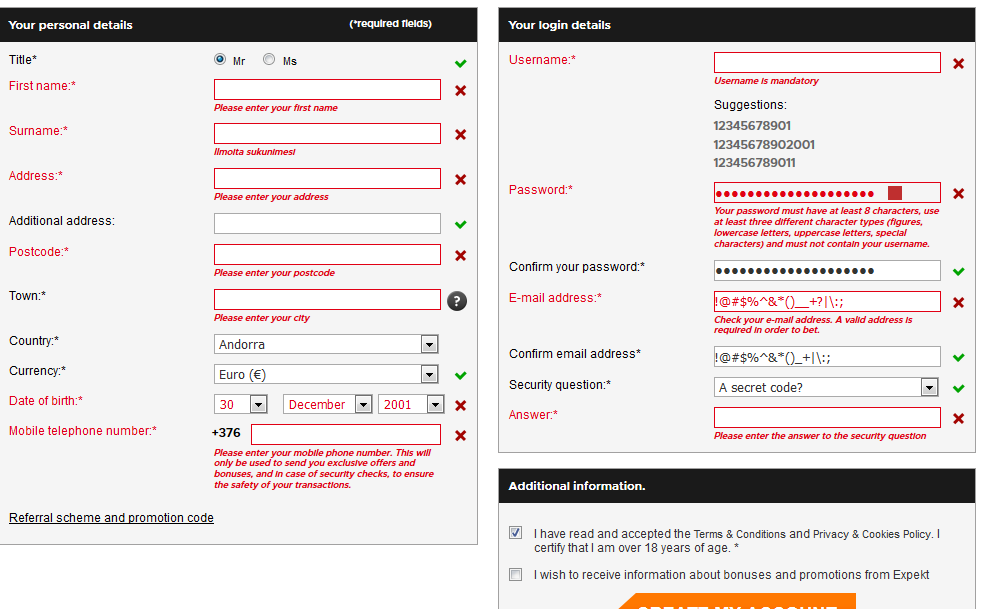 Your personal details
(*required fields)
Title*
Mr
Ms
First name:*
Please enter your first name
Surname:*
Ilmoita sukunimesi
Address:*
Please enter your address
Additional address:
Postcode:*
Please enter your postcode
Town:*
?
Please enter your city
Country:*
Andorra
Currency:*
Euro (€)
Date of birth:*
30
December
2001
Mobile telephone number:*
+376
Please enter your mobile phone number. This will
only be used to send you exclusive offers and
bonuses, and in case of security checks, to ensure
the safety of your transactions.
Referral scheme and promotion code
Your login details
Username:*
Username is mandatory
Suggestions:
12345678901
12345678902001
123456789011
Password:*
Your password must have at least 8 characters, use
at least three different character types (figures,
lowercase letters, uppercase letters, special
characters) and must not contain your username.
Confirm your password:*
E-mail address:*
!@#$%^&*()__+?|\:;
Check your e-mail address. A valid address is
required in order to bet.
Confirm email address*
!@#$%^&*()_+|\:;
Security question:*
A secret code?
Answer:*
Please enter the answer to the security question
Additional information.
I have read and accepted the Terms & Conditions and Privacy & Cookies Policy. I
certify that I am over 18 years of age. *
I wish to receive information about bonuses and promotions from Expekt
CREATE MY ACCOUNT